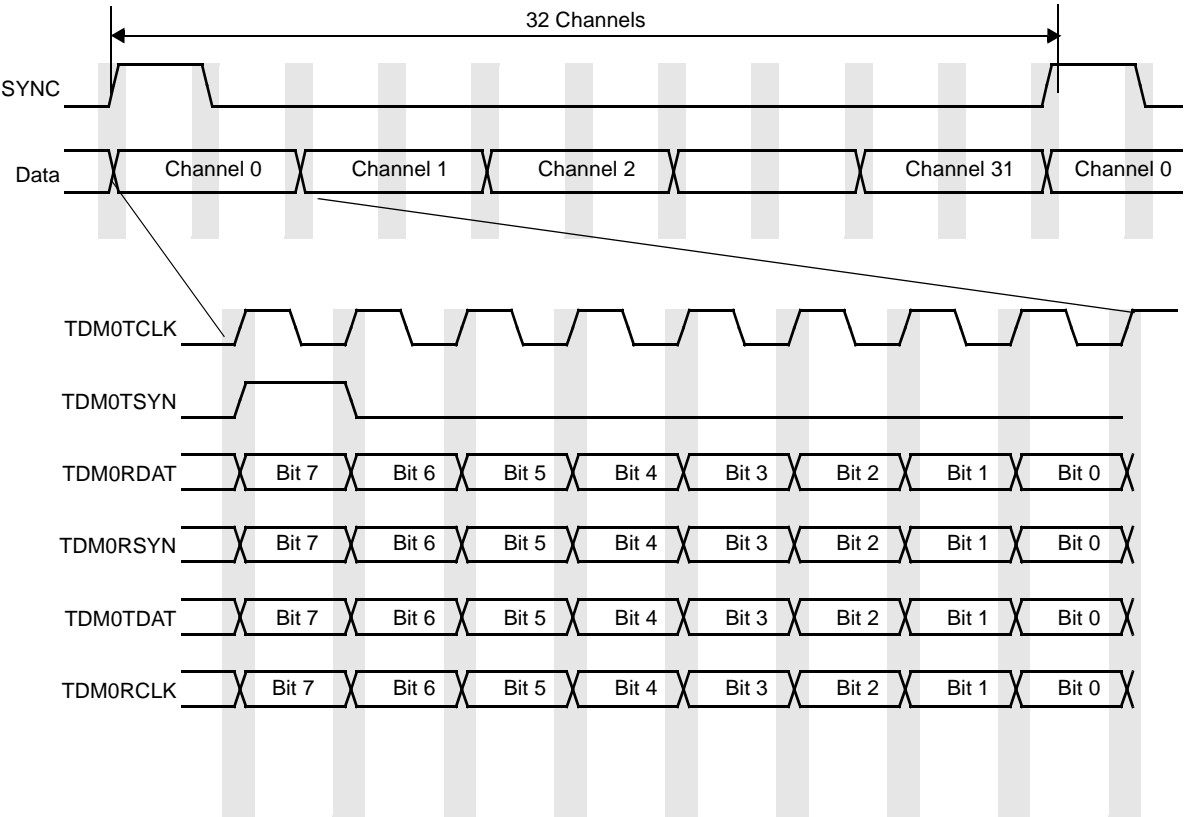 32 Channels
SYNC
Data Channel 0 Channel 1 Channel 2 Channel 31 Channel 0
TDM0TCLK
TDM0TSYN
TDM0RDAT Bit 7 Bit 6 Bit 5 Bit 4 Bit 3 Bit 2 Bit 1 Bit 0
TDM0RSYN Bit 7 Bit 6 Bit 5 Bit 4 Bit 3 Bit 2 Bit 1 Bit 0
TDM0TDAT Bit 7 Bit 6 Bit 5 Bit 4 Bit 3 Bit 2 Bit 1 Bit 0
TDM0RCLK Bit 7 Bit 6 Bit 5 Bit 4 Bit 3 Bit 2 Bit 1 Bit 0